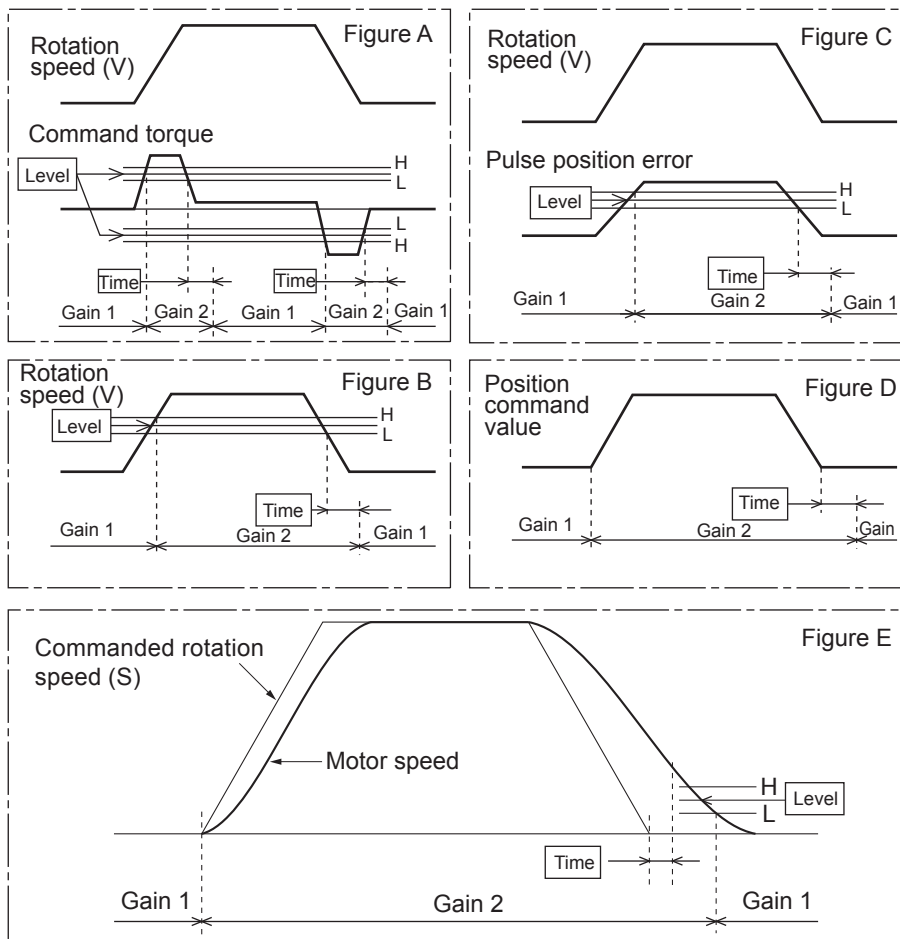 Figure A
Rotation
speed (V)
Command torque
Level
H
L
L
H
Time
Time
Gain 1
Gain 2
Gain 1
Gain 2
Gain 1
Figure C
Rotation
speed (V)
Pulse position error
Level
H
L
Time
Gain 1
Gain 2
Gain 1
Figure B
Rotation
speed (V)
Level
H
L
Time
Gain 1
Gain 2
Gain 1
Figure D
Position
command
value
Time
Gain 1
Gain 2
Gain
Figure E
Commanded rotation
speed (S)
Motor speed
H
Level
L
Time
Gain 1
Gain 2
Gain 1